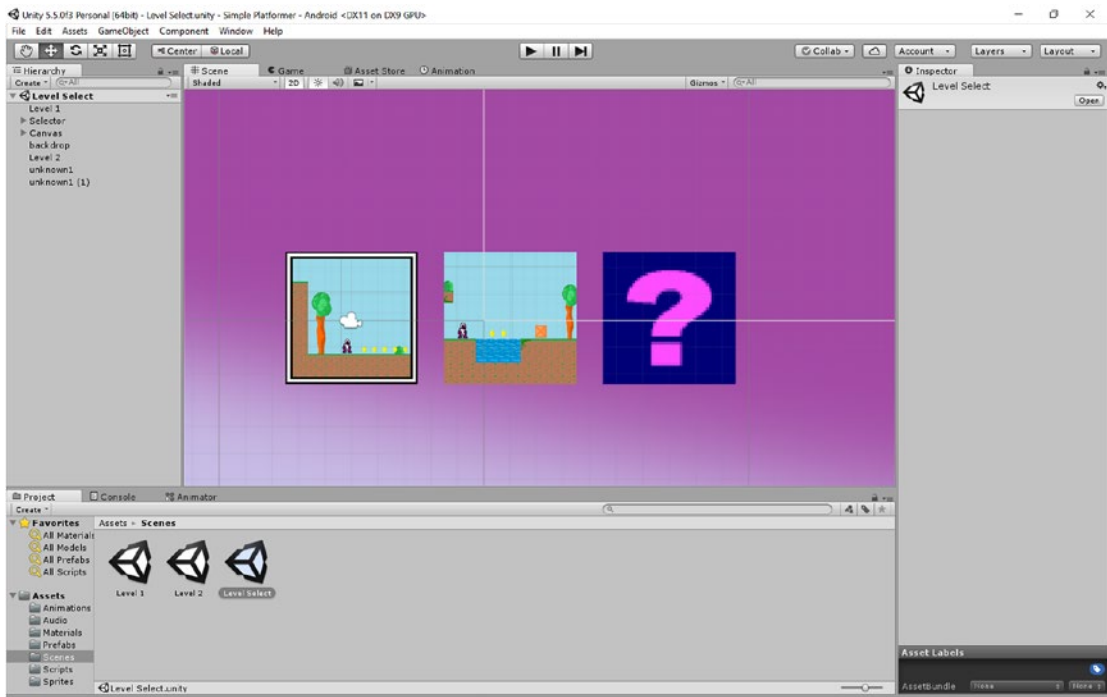 Unity 5.5.0f3 Personal (64bit) - Level Select.unity - Simple Platformer - Android <DX11 on DX9 GPU>
File Edit Assets GameObject Component Window Help
Center Local Collab Account Layers Layout
Hierarchy Scene Game Asset Store Animation Inspector
Create All Shaded 2D Gizmos All
Level Select
Level Select
Open
Level 1
Selector
Canvas
backdrop
Level 2
unknown1
unknown1 (1)
?
Project Console Animator
Create
Favorites Assets Scenes
All Materials
All Models
All Prefabs
All Scripts
Level 1 Level 2 Level Select
Assets
Animations
Audio
Materials
Prefabs
Scenes
Scripts
Sprites
Level Select.unity
Asset Labels
AssetBundle None None